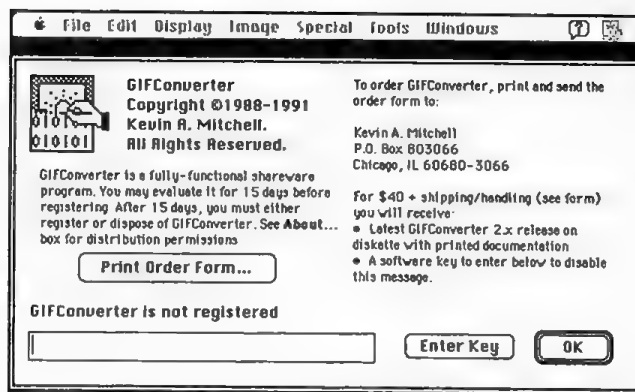 File Edit Display Image Special Tools Windows
GIFConverter
Copyright ©1988-1991
Kevin A. Mitchell.
All Rights Reserved.
010101
GIFConverter is a fully-functional shareware
program. You may evaluate it for 15 days before
registering After 15 days, you must either
register or dispose of GIFConverter. See About...
box for distribution permissions
Print Order Form...
To order GIFConverter, print and send the
order form to:
Kevin A. Mitchell
P.O. Box 803066
Chicago, IL 60680-3066
For $40 + shipping/handling (see form)
you will receive:
• Latest GIFConverter 2.x release on
diskette with printed documentation
• A software key to enter below to disable
this message.
GIFConverter is not registered
Enter Key
OK